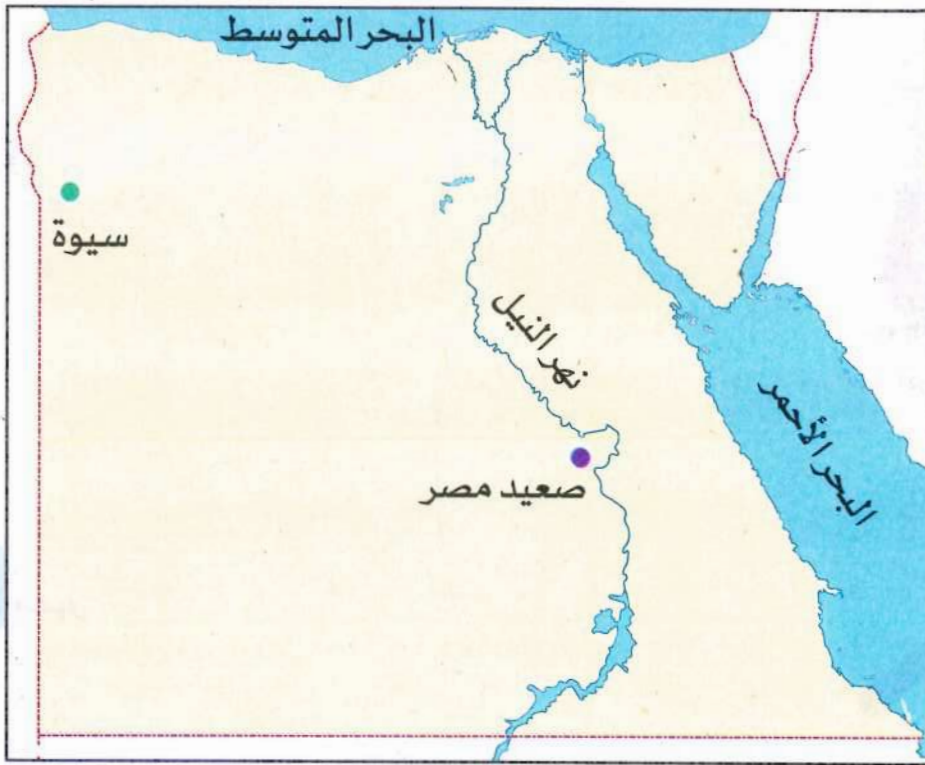 البحر المتوسط
سيوة
نهر النيل
البحر الأحمر
صعيد مصر